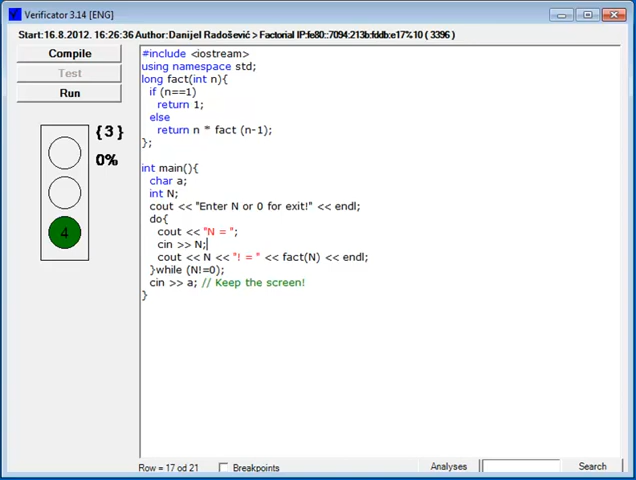 Verificator 3.14 [ENG]
Start:16.8.2012. 16:26:36 Author:Danijel Radošević > Factorial IP:fe80::7094:213b:fddb:e17%10 ( 3396 )
Compile
Test
Run
{3}
0%
4
#include <iostream>
using namespace std;
long fact(int n){
if (n==1)
return 1;
else
return n * fact (n-1);
};
int main(){
char a;
int N;
cout << "Enter N or 0 for exit!" << endl;
do{
cout << "N = ";
cin >> N;
cout << N << "! = " << fact(N) << endl;
}while (N!=0);
cin >> a; // Keep the screen!
}
Row = 17 od 21
Breakpoints
Analyses
Search